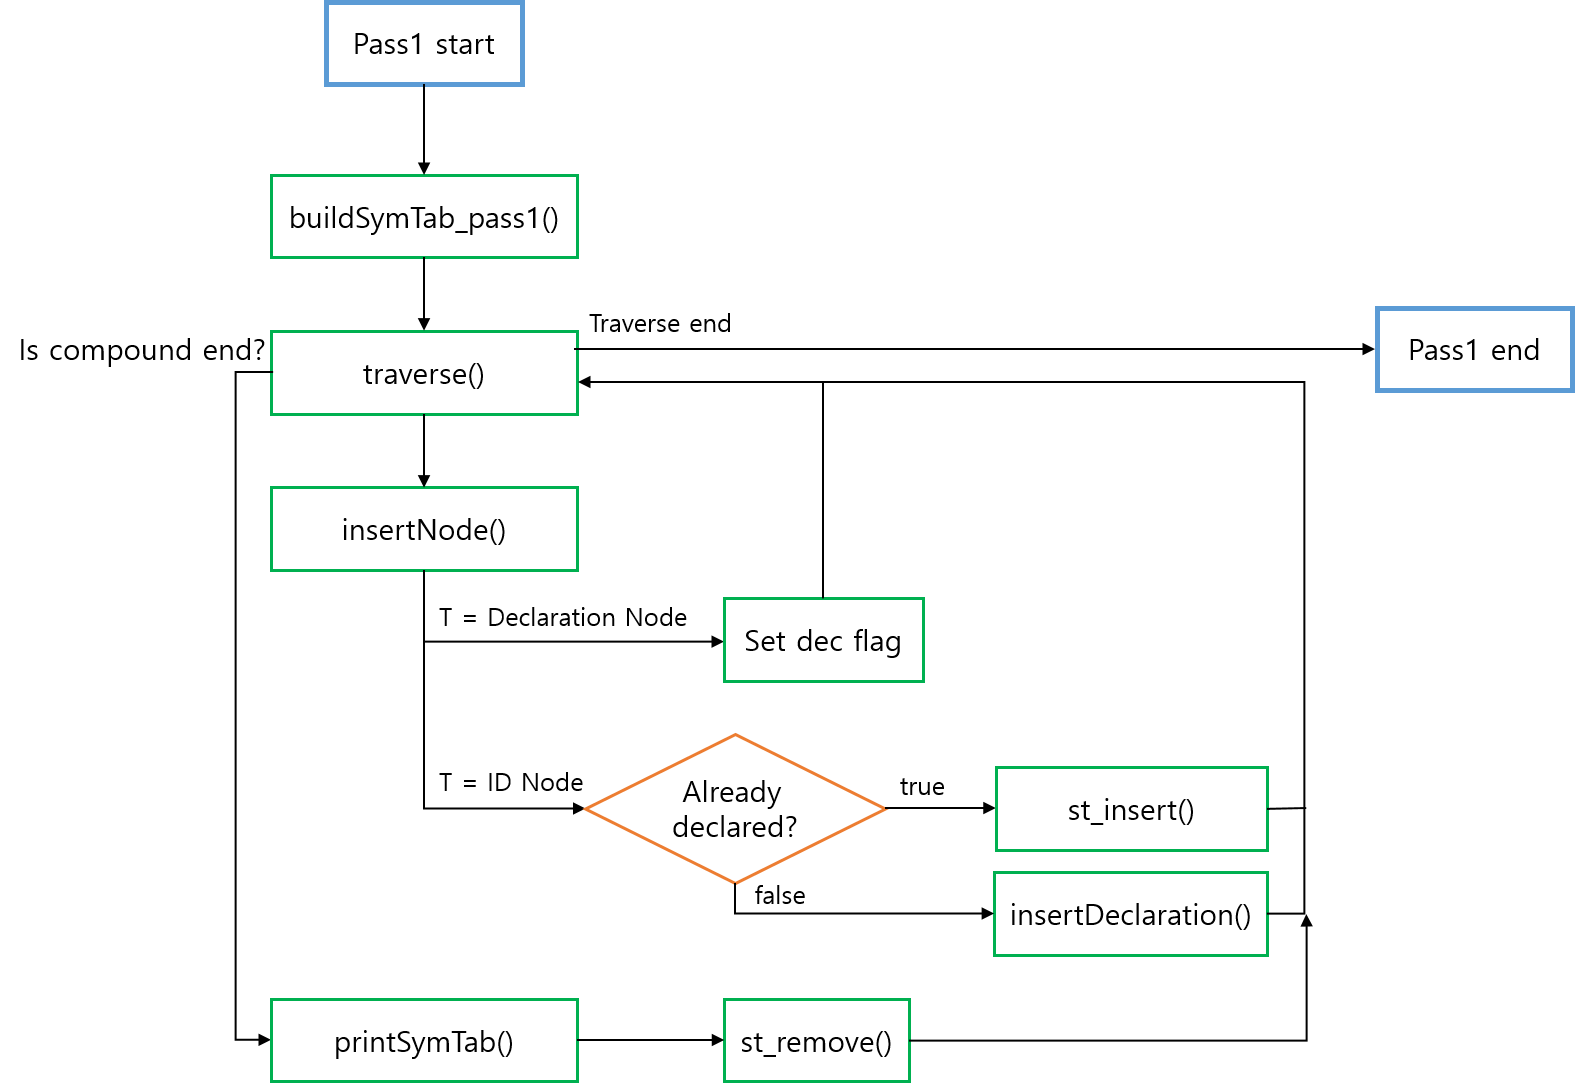 Pass1 start
buildSymTab_pass1()
Traverse end
Is compound end?
traverse()
Pass1 end
insertNode()
T = Declaration Node
Set dec flag
T = ID Node
Already
declared?
true
st_insert()
false
insertDeclaration()
printSymTab()
st_remove()